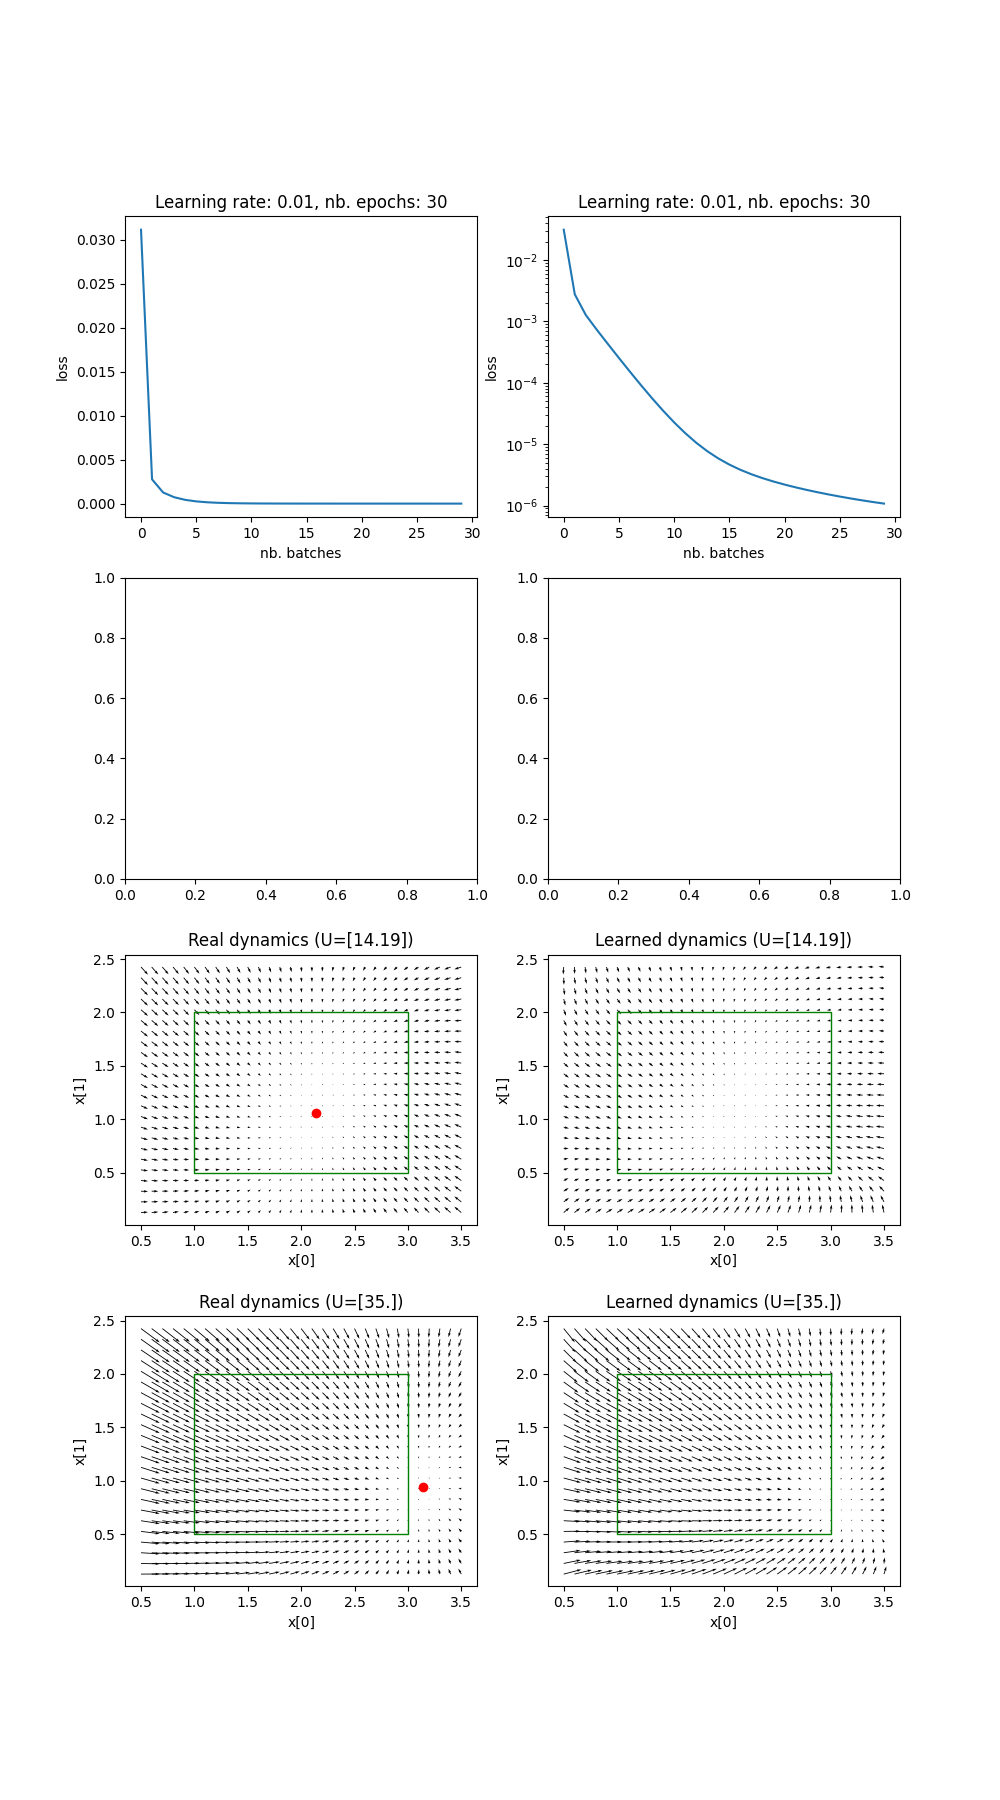 Learning rate: 0.01, nb. epochs: 30
Learning rate: 0.01, nb. epochs: 30
0.030
0.025
0.020
0.015
0.010
0.005
0.000
loss
0 5 10 15 20 25 30
nb. batches
10⁻²
10⁻³
10⁻⁴
10⁻⁵
10⁻⁶
loss
0 5 10 15 20 25 30
nb. batches
1.0
0.8
0.6
0.4
0.2
0.0
0.0 0.2 0.4 0.6 0.8 1.0
1.0
0.8
0.6
0.4
0.2
0.0
0.0 0.2 0.4 0.6 0.8 1.0
Real dynamics (U=[14.19])
2.5
2.0
1.5
1.0
0.5
x[1]
0.5 1.0 1.5 2.0 2.5 3.0 3.5
x[0]
Learned dynamics (U=[14.19])
2.5
2.0
1.5
1.0
0.5
x[1]
0.5 1.0 1.5 2.0 2.5 3.0 3.5
x[0]
Real dynamics (U=[35.])
2.5
2.0
1.5
1.0
0.5
x[1]
0.5 1.0 1.5 2.0 2.5 3.0 3.5
x[0]
Learned dynamics (U=[35.])
2.5
2.0
1.5
1.0
0.5
x[1]
0.5 1.0 1.5 2.0 2.5 3.0 3.5
x[0]